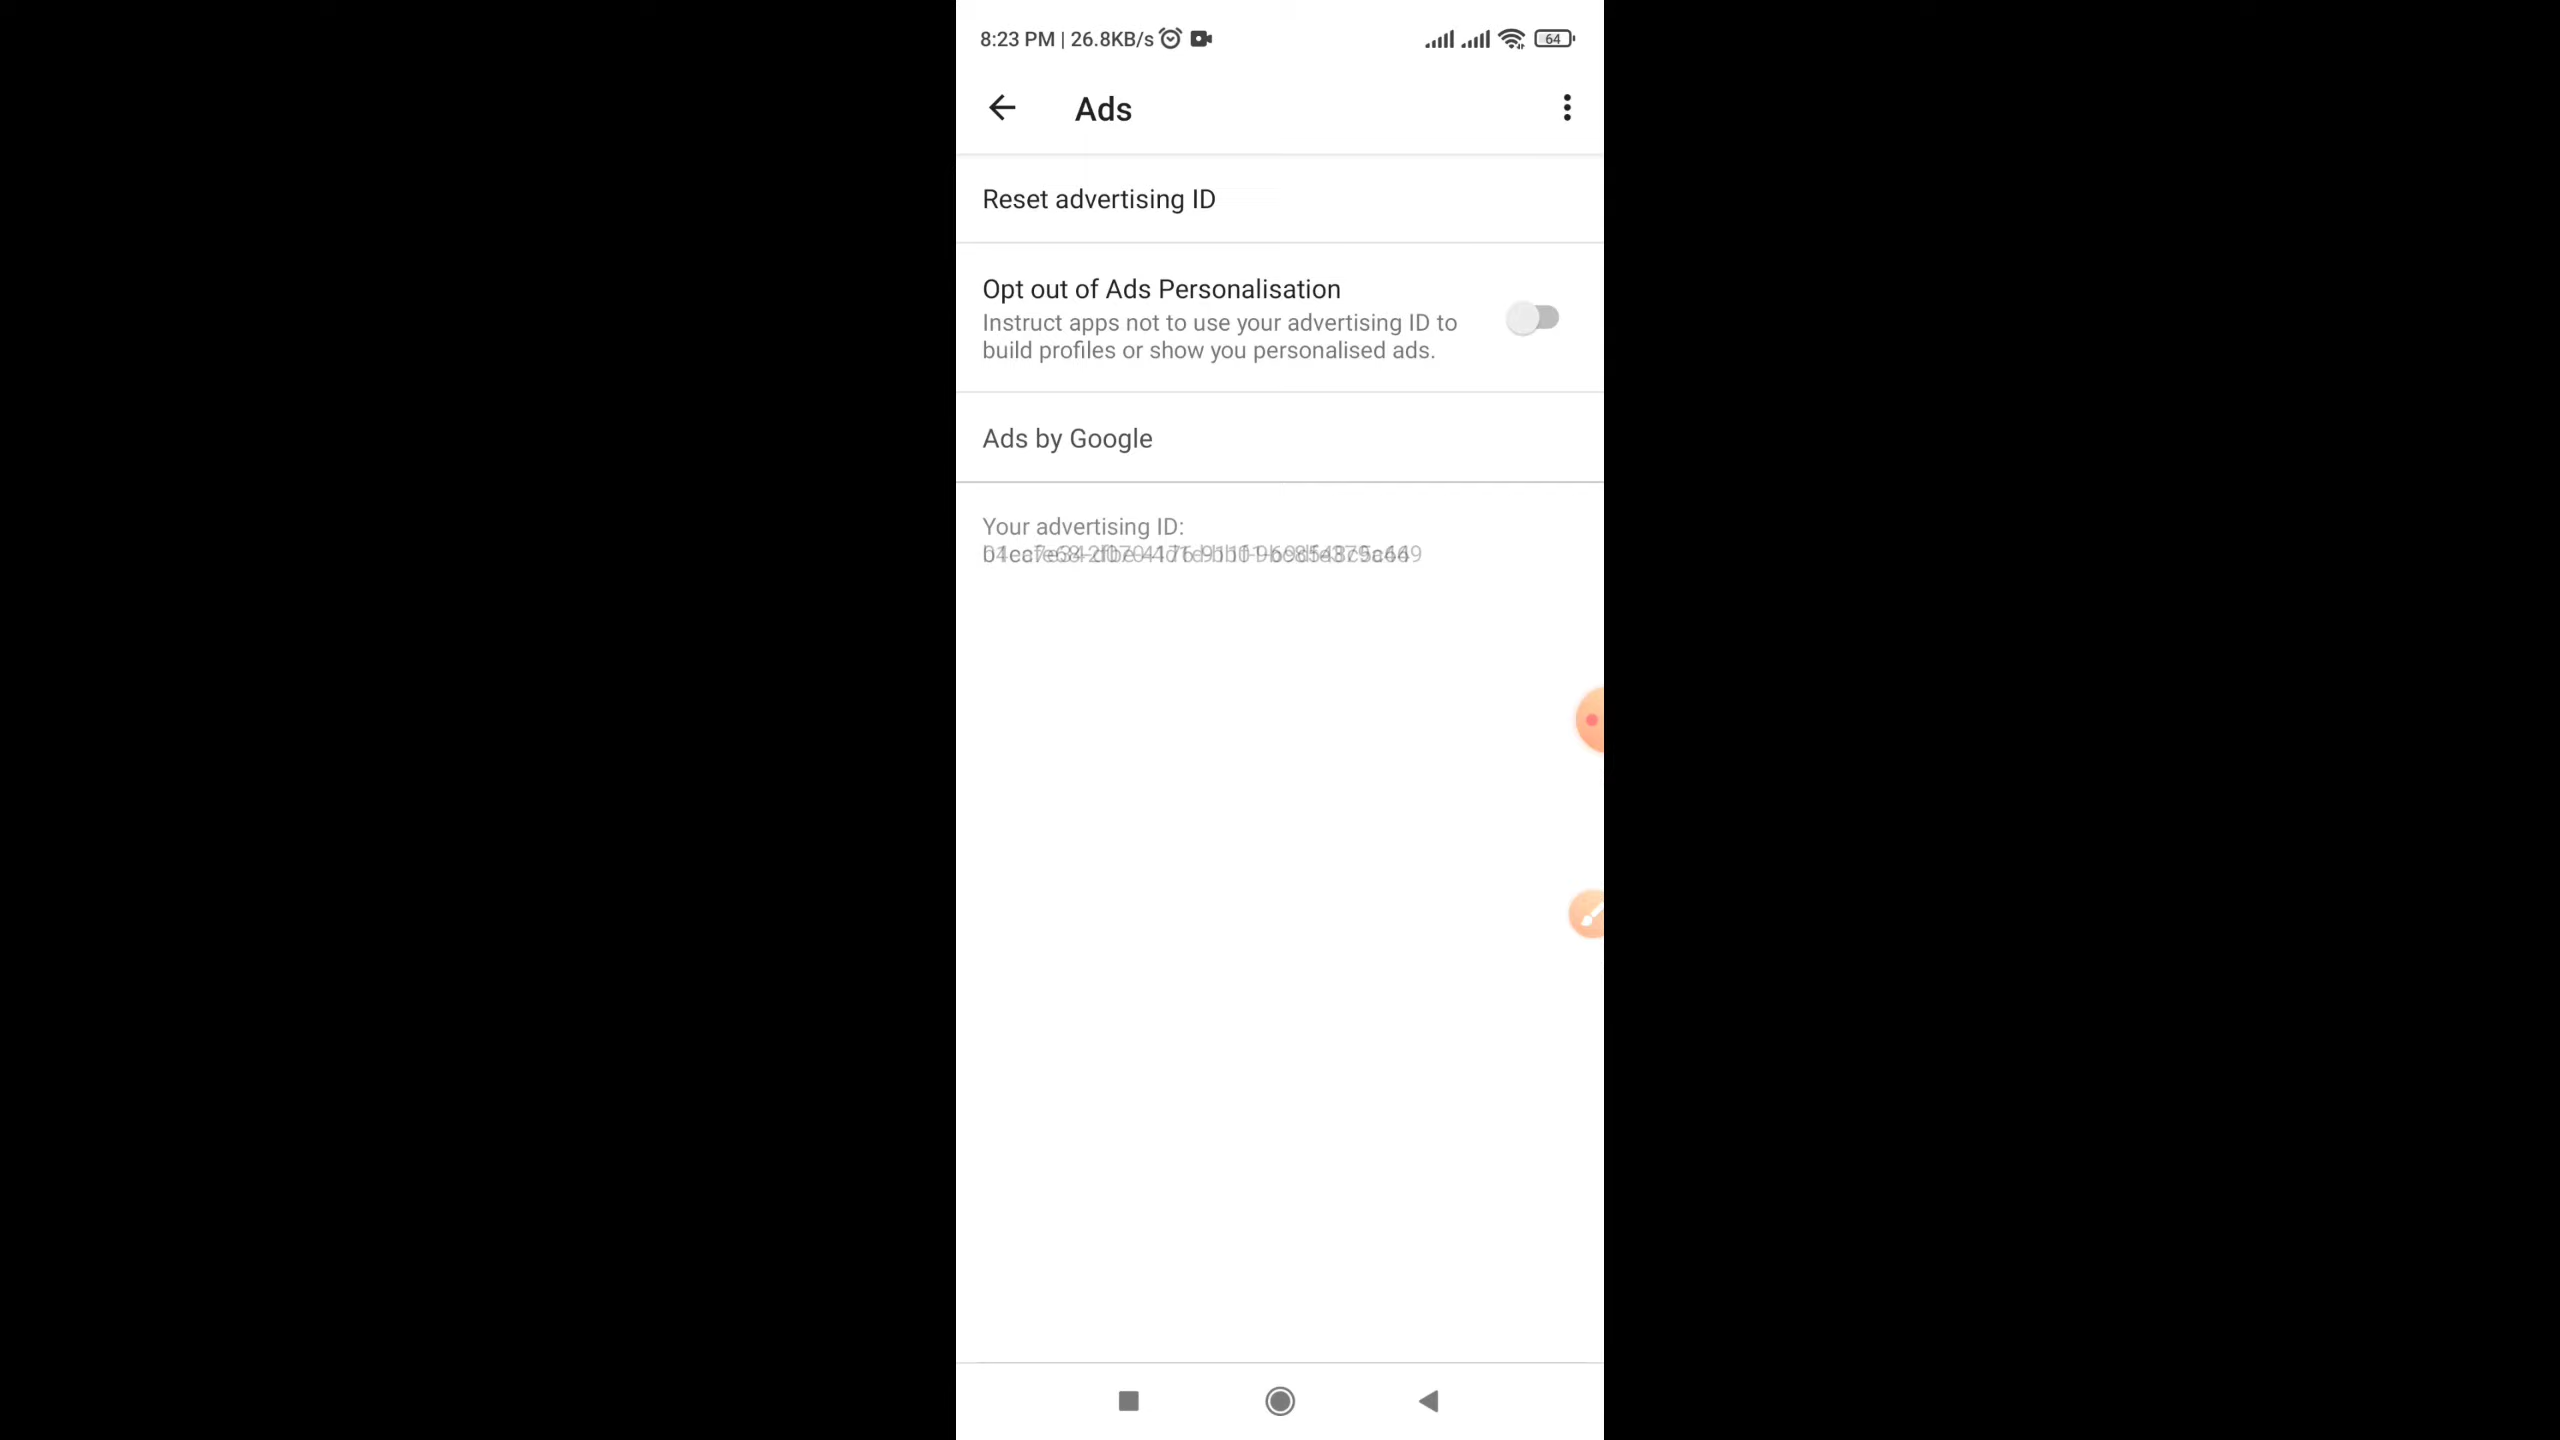 8:23 PM | 26.8KB/s
64
Ads
Reset advertising ID
Opt out of Ads Personalisation
Instruct apps not to use your advertising ID to
build profiles or show you personalised ads.
Ads by Google
Your advertising ID: